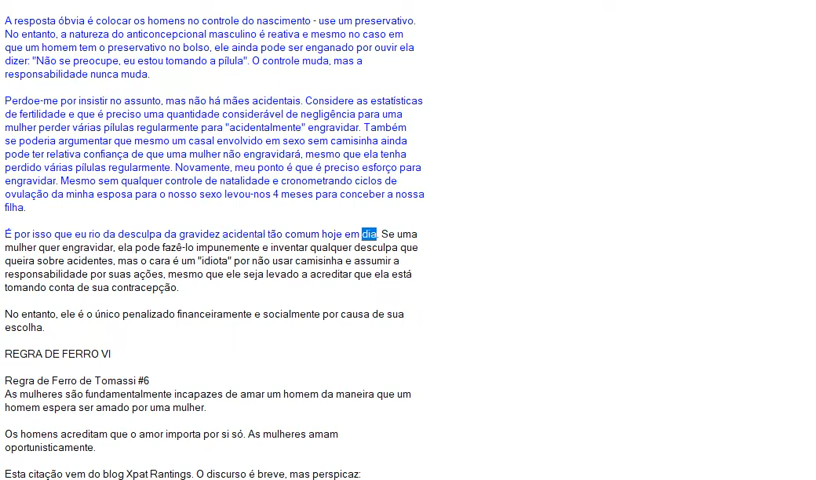 A resposta óbvia é colocar os homens no controle do nascimento - use um preservativo.
No entanto, a natureza do anticoncepcional masculino é reativa e mesmo no caso em
que um homem tem o preservativo no bolso, ele ainda pode ser enganado por ouvir ela
dizer: "Não se preocupe, eu estou tomando a pílula". O controle muda, mas a
responsabilidade nunca muda.
Perdoe-me por insistir no assunto, mas não há mães acidentais. Considere as estatísticas
de fertilidade e que é preciso uma quantidade considerável de negligência para uma
mulher perder várias pílulas regularmente para "acidentalmente" engravidar. Também
se poderia argumentar que mesmo um casal envolvido em sexo sem camisinha ainda
pode ter relativa confiança de que uma mulher não engravidará, mesmo que ela tenha
perdido várias pílulas regularmente. Novamente, meu ponto é que é preciso esforço para
engravidar. Mesmo sem qualquer controle de natalidade e cronometrando ciclos de
ovulação da minha esposa para o nosso sexo levou-nos 4 meses para conceber a nossa
filha.
É por isso que eu rio da desculpa da gravidez acidental tão comum hoje em dia. Se uma
mulher quer engravidar, ela pode fazê-lo impunemente e inventar qualquer desculpa que
queira sobre acidentes, mas o cara é um "idiota" por não usar camisinha e assumir a
responsabilidade por suas ações, mesmo que ele seja levado a acreditar que ela está
tomando conta de sua contracepção.
No entanto, ele é o único penalizado financeiramente e socialmente por causa de sua
escolha.
REGRA DE FERRO VI
Regra de Ferro de Tomassi #6
As mulheres são fundamentalmente incapazes de amar um homem da maneira que um
homem espera ser amado por uma mulher.
Os homens acreditam que o amor importa por si só. As mulheres amam
oportunisticamente.
Esta citação vem do blog Xpat Rantings. O discurso é breve, mas perspicaz: